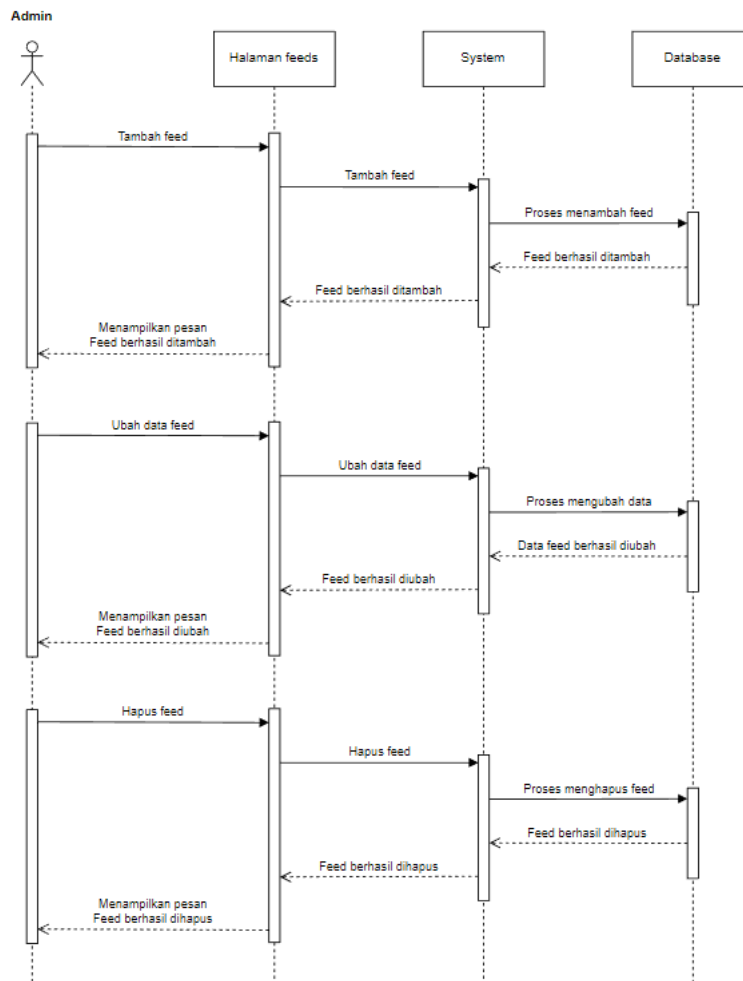 Admin
Halaman feeds
System
Database
Tambah feed
Tambah feed
Proses menambah feed
Feed berhasil ditambah
Feed berhasil ditambah
Menampilkan pesan
Feed berhasil ditambah
Ubah data feed
Ubah data feed
Proses mengubah data
Data feed berhasil diubah
Feed berhasil diubah
Menampilkan pesan
Feed berhasil diubah
Hapus feed
Hapus feed
Proses menghapus feed
Feed berhasil dihapus
Feed berhasil dihapus
Menampilkan pesan
Feed berhasil dihapus